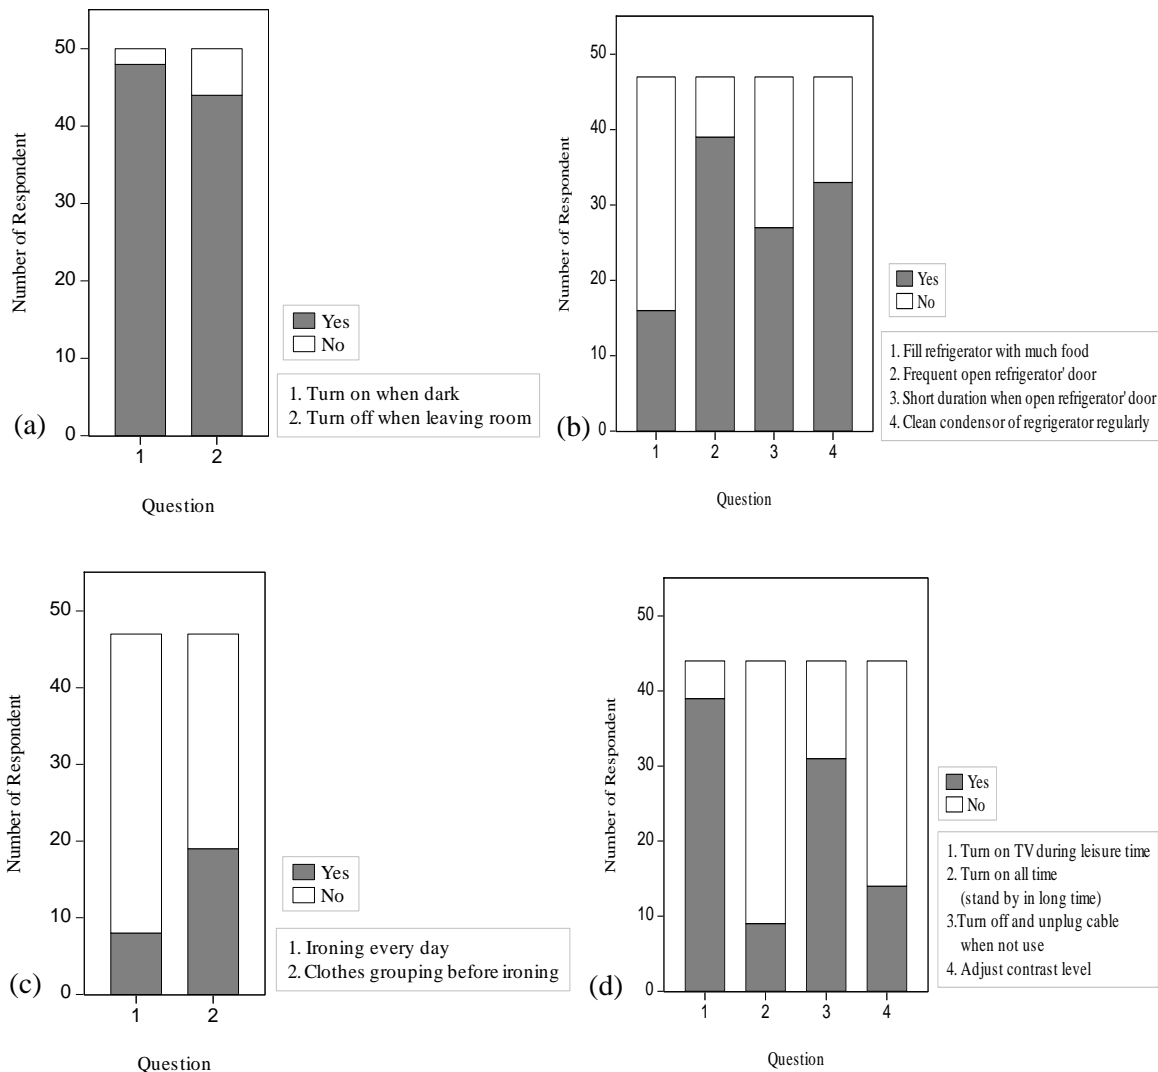 50
40
30
20
10
0
Number of Respondent
1 2
Question
(a)
Yes
No
1. Turn on when dark
2. Turn off when leaving room
50
40
30
20
10
0
Number of Respondent
1 2 3 4
Question
(b)
Yes
No
1. Fill refrigerator with much food
2. Frequent open refrigerator' door
3. Short duration when open refrigerator' door
4. Clean condensor of regrigerator regularly
50
40
30
20
10
0
Number of Respondent
1 2
Question
(c)
Yes
No
1. Ironing every day
2. Clothes grouping before ironing
50
40
30
20
10
0
Number of Respondent
1 2 3 4
Question
(d)
Yes
No
1. Turn on TV during leisure time
2. Turn on all time
(stand by in long time)
3.Turn off and unplug cable
when not use
4. Adjust contrast level